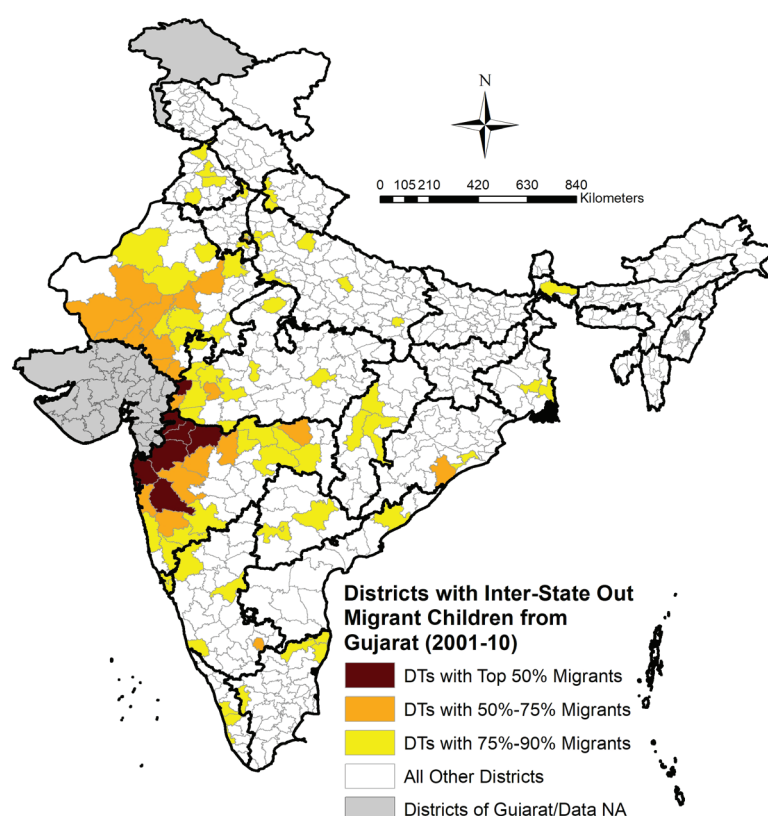 N
0 105 210 420 630 840
Kilometers
Districts with Inter-State Out
Migrant Children from
Gujarat (2001-10)
DTs with Top 50% Migrants
DTs with 50%-75% Migrants
DTs with 75%-90% Migrants
All Other Districts
Districts of Gujarat/Data NA